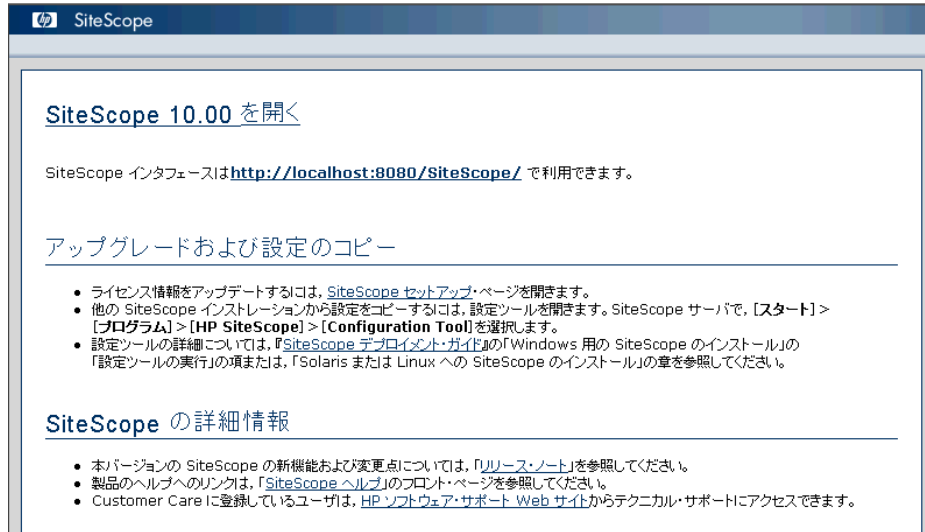 hp SiteScope
SiteScope 10.00 を開く
SiteScope インタフェースはhttp://localhost:8080/SiteScope/ で利用できます。
アップグレードおよび設定のコピー
● ライセンス情報をアップデートするには, SiteScope セットアップ・ページを開きます。
● 他の SiteScope インストレーションから設定をコピーするには, 設定ツールを開きます。SiteScope サーバで, [スタート] >
[プログラム] > [HP SiteScope] > [Configuration Tool]を選択します。
● 設定ツールの詳細については,『SiteScope デプロイメント・ガイド』の「Windows 用の SiteScope のインストール」の
「設定ツールの実行」の項または,「Solaris または Linux への SiteScope のインストール」の章を参照してください。
SiteScope の詳細情報
● 本バージョンの SiteScope の新機能および変更点については,「リリース・ノート」を参照してください。
● 製品のヘルプへのリンクは,「SiteScope ヘルプ」のフロント・ページを参照してください。
● Customer Care に登録しているユーザは, HP ソフトウェア・サポート Web サイトからテクニカル・サポートにアクセスできます。